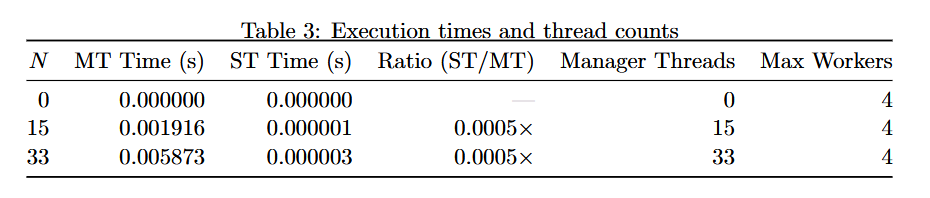 Table 3: Execution times and thread counts
N MT Time (s) ST Time (s) Ratio (ST/MT) Manager Threads Max Workers
0 0.000000 0.000000 — 0 4
15 0.001916 0.000001 0.0005× 15 4
33 0.005873 0.000003 0.0005× 33 4